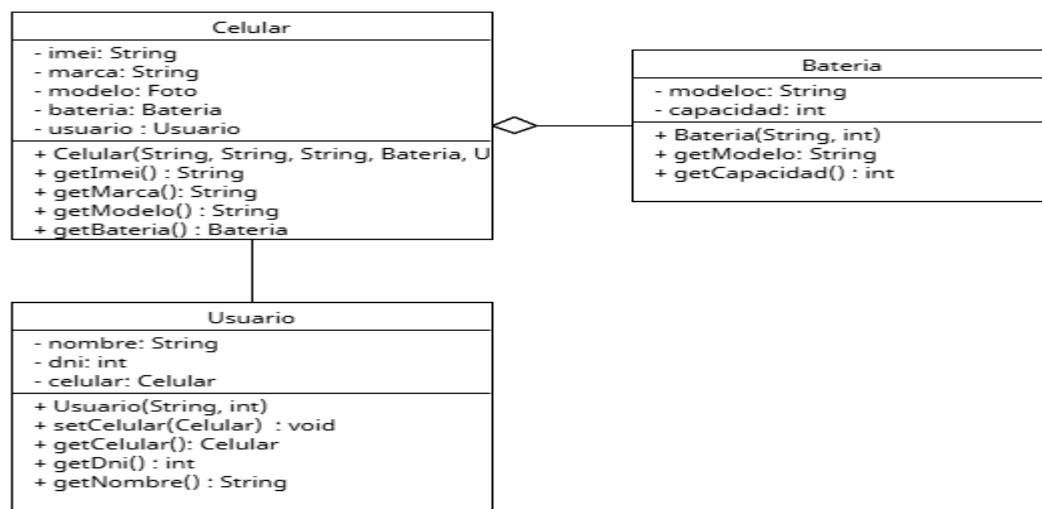 Celular
- imei: String
- marca: String
- modelo: Foto
- bateria: Bateria
- usuario : Usuario
+ Celular(String, String, String, Bateria, U
+ getImei() : String
+ getMarca(): String
+ getModelo() : String
+ getBateria() : Bateria
Bateria
- modeloc: String
- capacidad: int
+ Bateria(String, int)
+ getModelo: String
+ getCapacidad() : int
Usuario
- nombre: String
- dni: int
- celular: Celular
+ Usuario(String, int)
+ setCelular(Celular) : void
+ getCelular(): Celular
+ getDni() : int
+ getNombre() : String